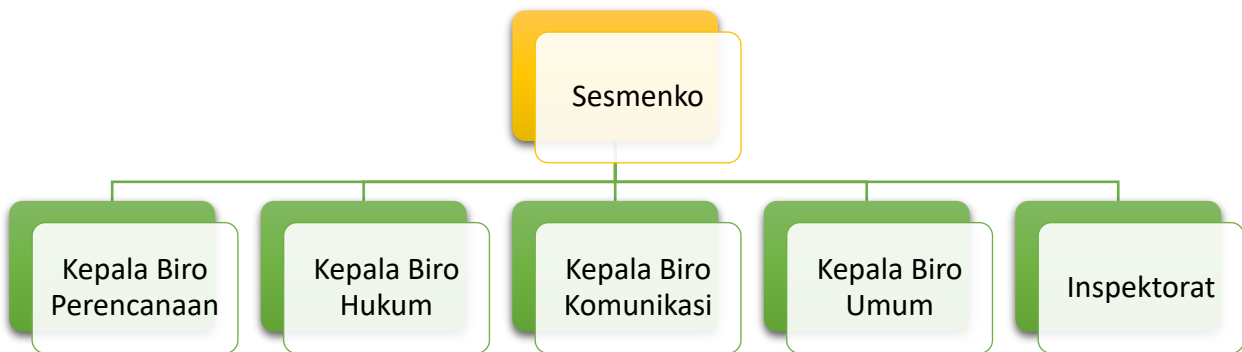 Sesmenko
Kepala Biro
Perencanaan
Kepala Biro
Hukum
Kepala Biro
Komunikasi
Kepala Biro
Umum
Inspektorat